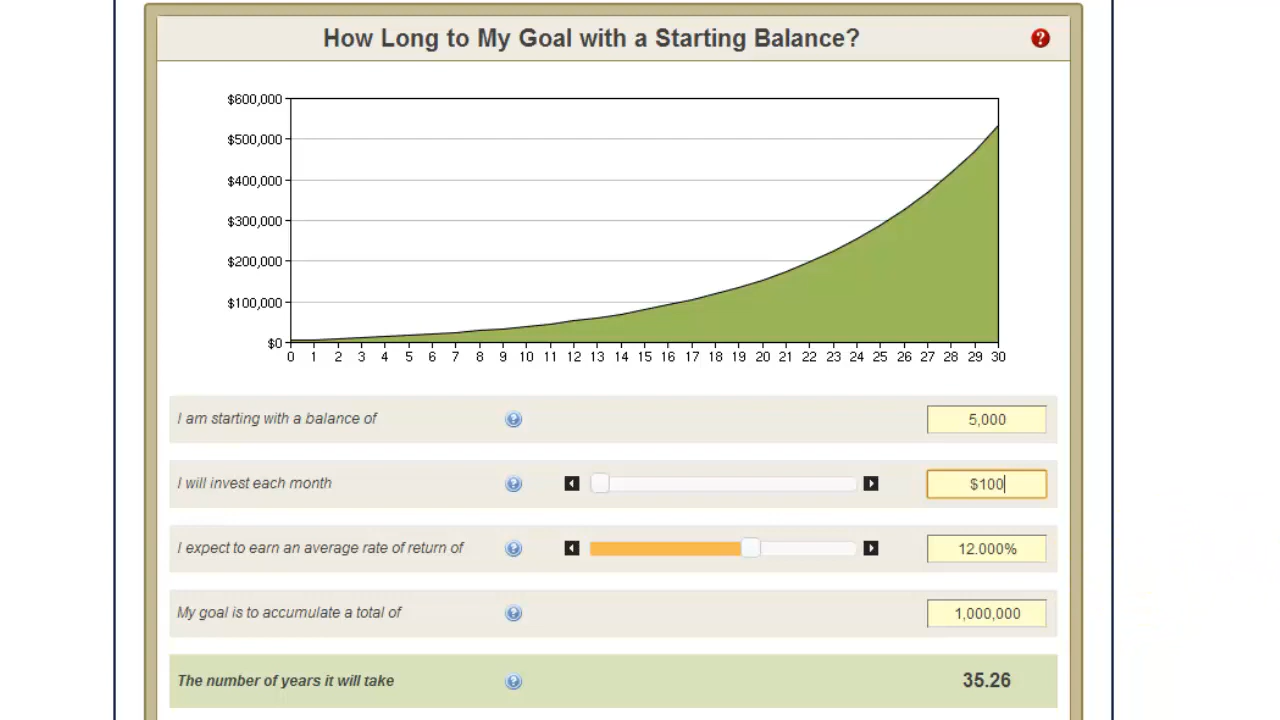 How Long to My Goal with a Starting Balance?
?
$600,000
$500,000
$400,000
$300,000
$200,000
$100,000
$0
0 1 2 3 4 5 6 7 8 9 10 11 12 13 14 15 16 17 18 19 20 21 22 23 24 25 26 27 28 29 30
I am starting with a balance of ? 5,000
I will invest each month ? $100
I expect to earn an average rate of return of ? 12.000%
My goal is to accumulate a total of ? 1,000,000
The number of years it will take ? 35.26